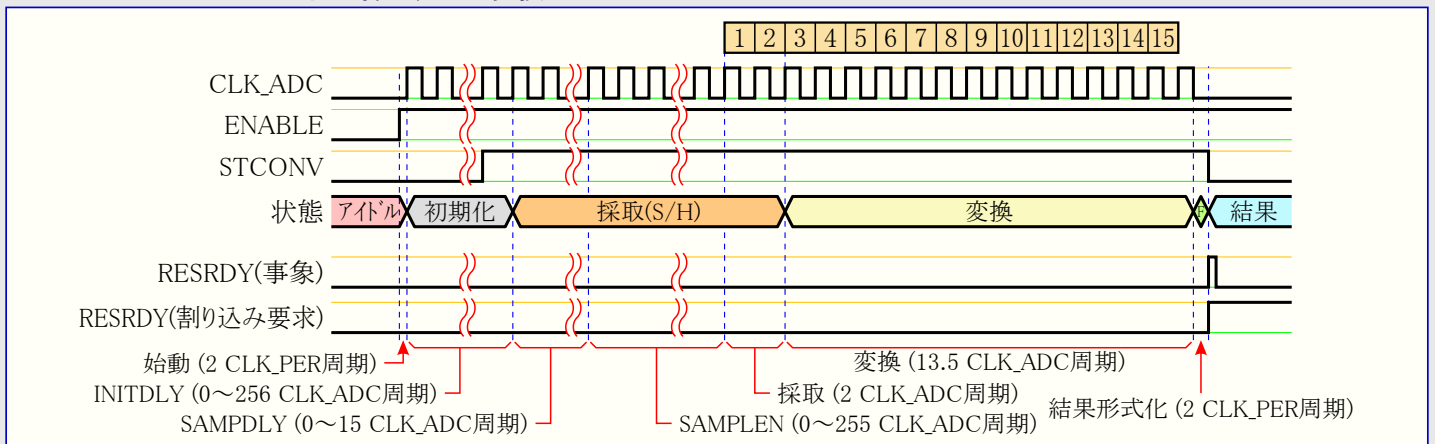 1 2 3 4 5 6 7 8 9 10 11 12 13 14 15
CLK_ADC
ENABLE
STCONV
状態 アイドル 初期化 採取(S/H) 変換 F 結果
RESRDY(事象)
RESRDY(割り込み要求)
始動 (2 CLK_PER周期) 変換 (13.5 CLK_ADC周期)
INITDLY (0～256 CLK_ADC周期) 採取 (2 CLK_ADC周期) 結果形式化 (2 CLK_PER周期)
SAMPDLY (0～15 CLK_ADC周期) SAMPLEN (0～255 CLK_ADC周期)